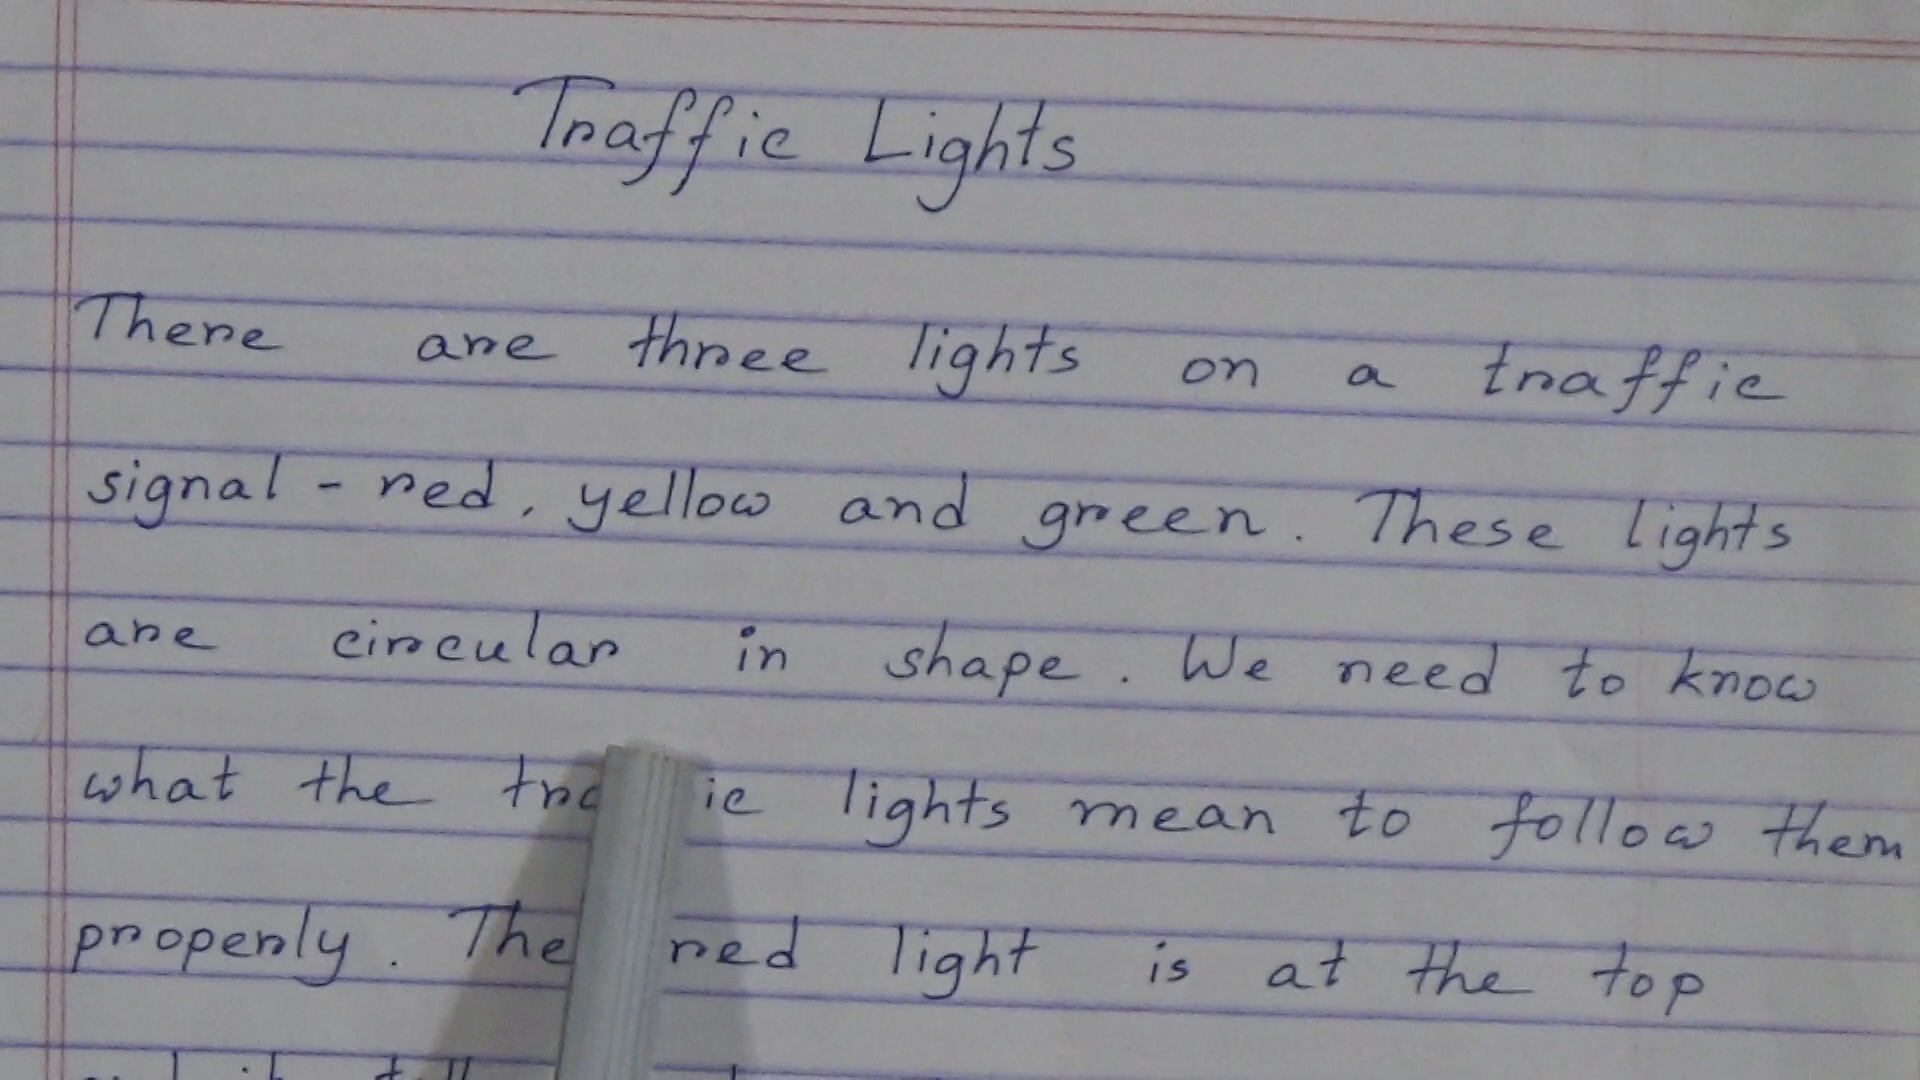 Traffic Lights
There are three lights on a traffic
signal - red, yellow and green. These lights
are circular in shape. We need to know
what the lights mean to follow them
properly. The red light is at the top